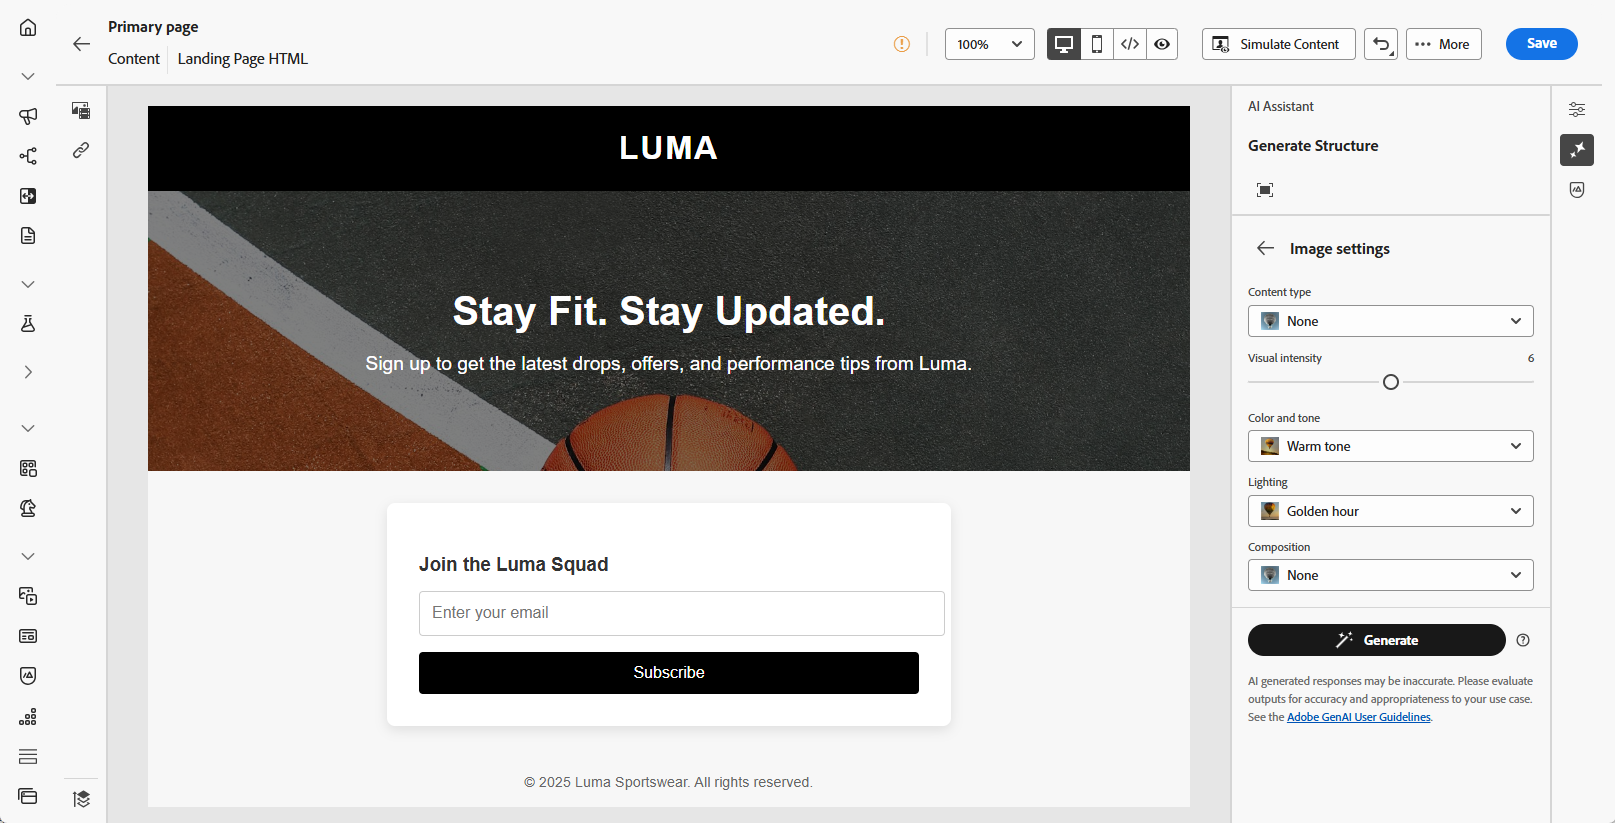 Primary page
Content
Landing Page HTML
100%
Simulate Content
More
Save
LUMA
Stay Fit. Stay Updated.
Sign up to get the latest drops, offers, and performance tips from Luma.
Join the Luma Squad
Enter your email
Subscribe
© 2025 Luma Sportswear. All rights reserved.
AI Assistant
Generate Structure
Image settings
Content type
None
Visual intensity
6
Color and tone
Warm tone
Lighting
Golden hour
Composition
None
Generate
AI generated responses may be inaccurate. Please evaluate
outputs for accuracy and appropriateness to your use case.
See the Adobe GenAI User Guidelines.